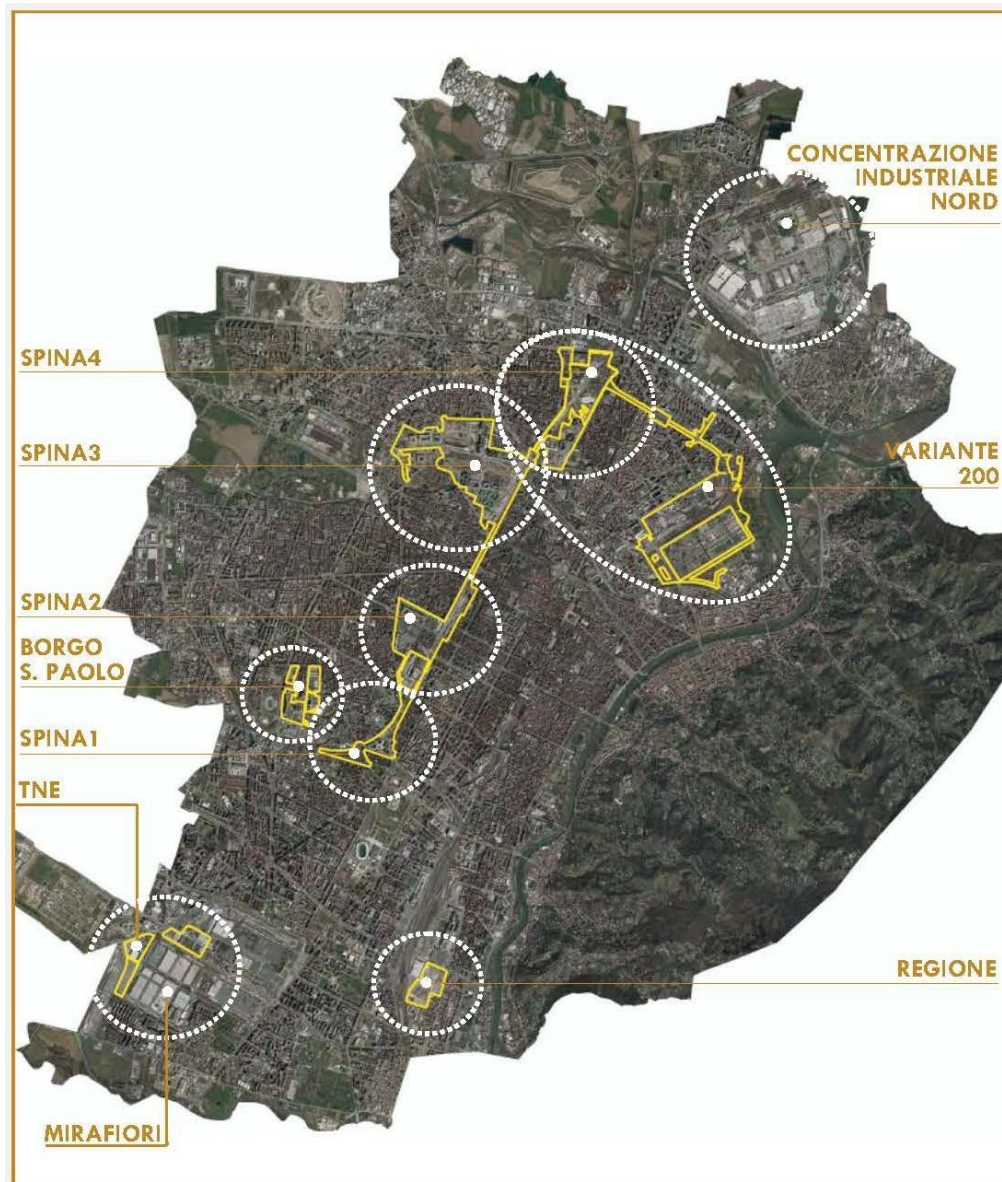 CONCENTRAZIONE
INDUSTRIALE
NORD
SPINA4
SPINA3
VARIANTE
200
SPINA2
BORGO
S. PAOLO
SPINA1
TNE
REGIONE
MIRAFIORI